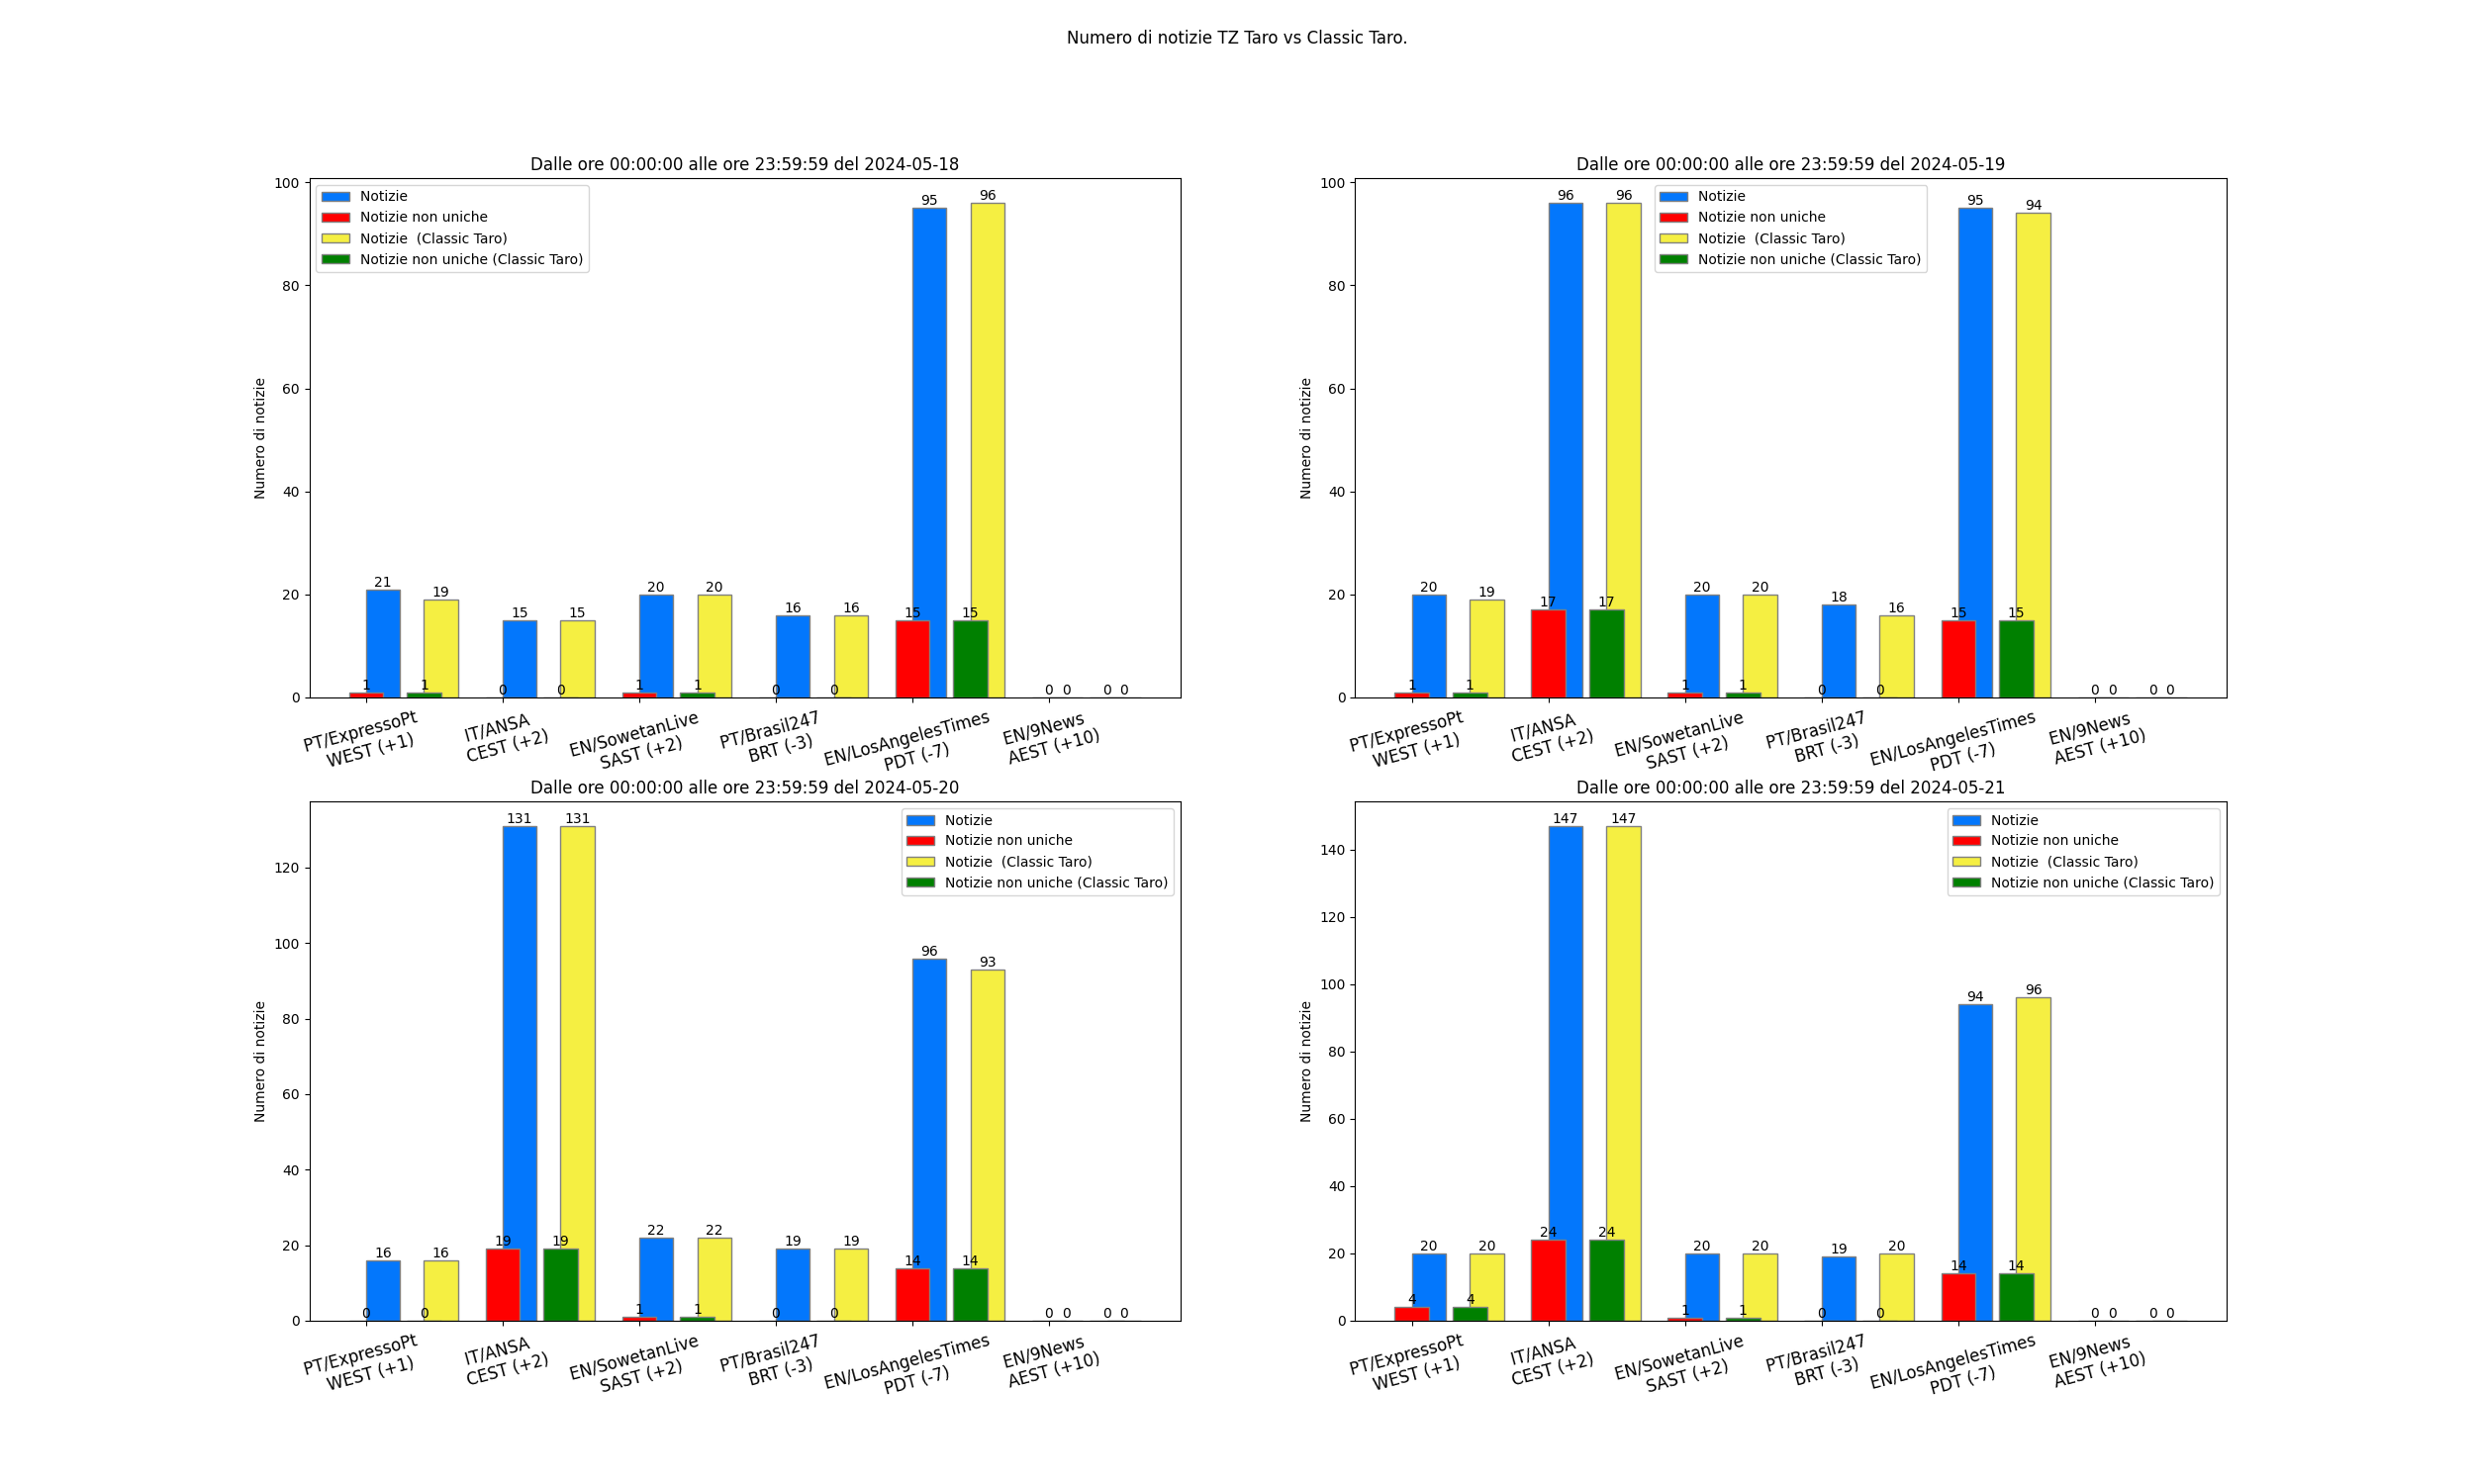 Numero di notizie TZ Taro vs Classic Taro.
Dalle ore 00:00:00 alle ore 23:59:59 del 2024-05-18
Numero di notizie
100
80
60
40
20
0
Notizie
Notizie non uniche
Notizie (Classic Taro)
Notizie non uniche (Classic Taro)
21 19 15 15 20 20 16 16 95 96
1 1 0 0 1 1 0 0 15 15 0 0 0 0
PT/ExpressoPt
WEST (+1)
IT/ANSA
CEST (+2)
EN/SowetanLive
SAST (+2)
PT/Brasil247
BRT (-3)
EN/LosAngelesTimes
PDT (-7)
EN/9News
AEST (+10)
Dalle ore 00:00:00 alle ore 23:59:59 del 2024-05-19
Numero di notizie
100
80
60
40
20
0
Notizie
Notizie non uniche
Notizie (Classic Taro)
Notizie non uniche (Classic Taro)
20 19 96 96 20 20 18 16 95 94
1 1 17 17 1 1 0 0 15 15 0 0 0 0
PT/ExpressoPt
WEST (+1)
IT/ANSA
CEST (+2)
EN/SowetanLive
SAST (+2)
PT/Brasil247
BRT (-3)
EN/LosAngelesTimes
PDT (-7)
EN/9News
AEST (+10)
Dalle ore 00:00:00 alle ore 23:59:59 del 2024-05-20
Numero di notizie
120
100
80
60
40
20
0
Notizie
Notizie non uniche
Notizie (Classic Taro)
Notizie non uniche (Classic Taro)
16 16 131 131 22 22 19 19 96 93
0 0 19 19 1 1 0 0 14 14 0 0 0 0
PT/ExpressoPt
WEST (+1)
IT/ANSA
CEST (+2)
EN/SowetanLive
SAST (+2)
PT/Brasil247
BRT (-3)
EN/LosAngelesTimes
PDT (-7)
EN/9News
AEST (+10)
Dalle ore 00:00:00 alle ore 23:59:59 del 2024-05-21
Numero di notizie
140
120
100
80
60
40
20
0
Notizie
Notizie non uniche
Notizie (Classic Taro)
Notizie non uniche (Classic Taro)
20 20 147 147 20 20 19 20 94 96
4 4 24 24 1 1 0 0 14 14 0 0 0 0
PT/ExpressoPt
WEST (+1)
IT/ANSA
CEST (+2)
EN/SowetanLive
SAST (+2)
PT/Brasil247
BRT (-3)
EN/LosAngelesTimes
PDT (-7)
EN/9News
AEST (+10)